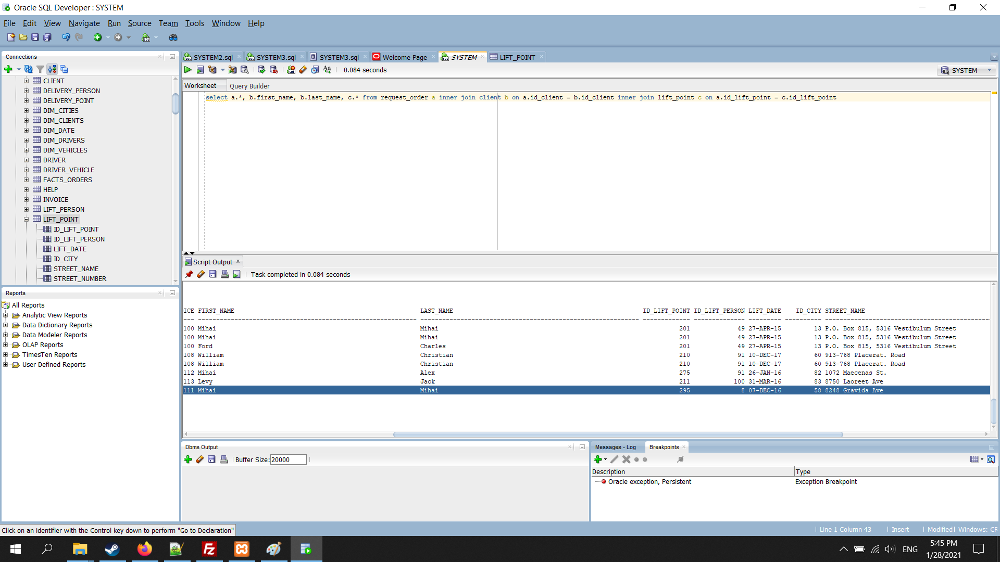 Oracle SQL Developer : SYSTEM
File Edit View Navigate Run Source Team Tools Window Help
Connections
CLIENT
DELIVERY_PERSON
DELIVERY_POINT
DIM_CITIES
DIM_CLIENTS
DIM_DATE
DIM_DRIVERS
DIM_VEHICLES
DRIVER
DRIVER_VEHICLE
FACTS_ORDERS
HELP
INVOICE
LIFT_PERSON
LIFT_POINT
ID_LIFT_POINT
ID_LIFT_PERSON
LIFT_DATE
ID_CITY
STREET_NAME
STREET_NUMBER
Reports
All Reports
Analytic View Reports
Data Dictionary Reports
Data Modeler Reports
OLAP Reports
TimesTen Reports
User Defined Reports
SYSTEM2.sql SYSTEM3.sql SYSTEM3.sql Welcome Page SYSTEM LIFT_POINT
0.084 seconds SYSTEM
Worksheet Query Builder
select a.*, b.first_name, b.last_name, c.* from request_order a inner join client b on a.id_client = b.id_client inner join lift_point c on a.id_lift_point = c.id_lift_point
Script Output
Task completed in 0.084 seconds
ICE FIRST_NAME LAST_NAME ID_LIFT_POINT ID_LIFT_PERSON LIFT_DATE ID_CITY STREET_NAME
100 Mihai Mihai 201 49 27-APR-15 13 P.O. Box 815, 5316 Vestibulum Street
100 Mihai Mihai 201 49 27-APR-15 13 P.O. Box 815, 5316 Vestibulum Street
100 Ford Charles 201 49 27-APR-15 13 P.O. Box 815, 5316 Vestibulum Street
108 William Christian 210 91 10-DEC-17 60 913-768 Placerat. Road
108 William Christian 210 91 10-DEC-17 60 913-768 Placerat. Road
112 Mihai Alex 275 91 26-JAN-16 82 1072 Maecenas St.
113 Levy Jack 211 100 31-MAR-16 83 8750 Laoreet Ave
111 Mihai Mihai 295 8 07-DEC-16 58 8248 Gravida Ave
Dbms Output
Buffer Size: 20000
Messages - Log Breakpoints
Description Type
Oracle exception, Persistent Exception Breakpoint
Click on an identifier with the Control key down to perform "Go to Declaration"
Line 1 Column 43 Insert Modified Windows: CR
ENG
5:45 PM
1/28/2021